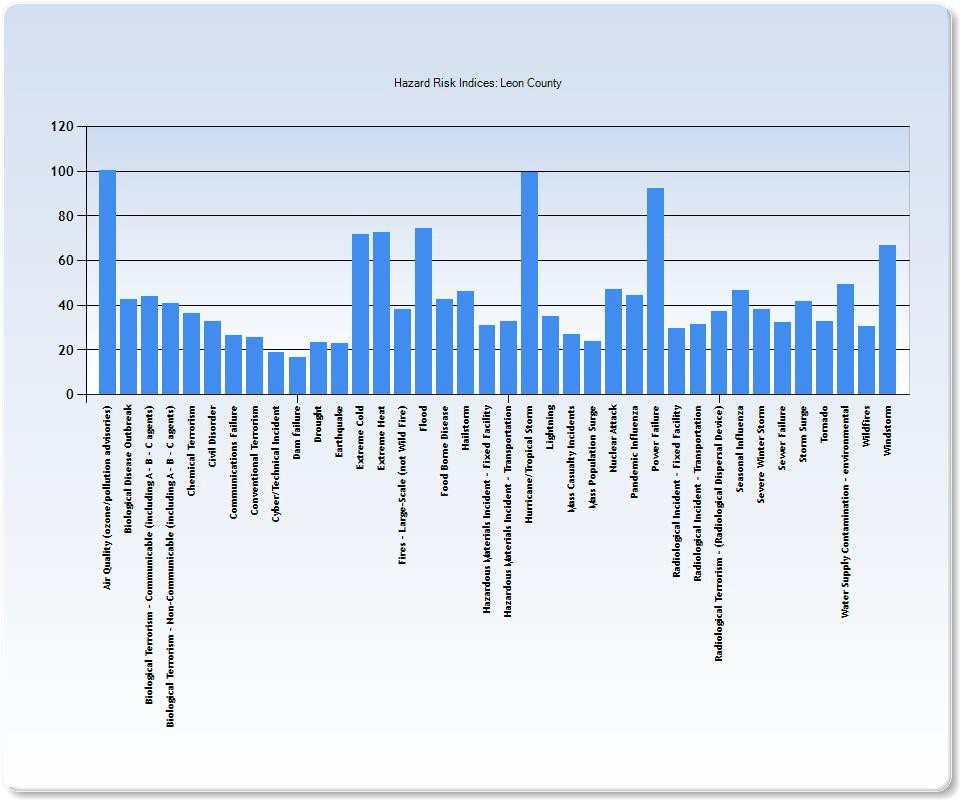 Hazard Risk Indices: Leon County
120
100
80
60
40
20
0
Air Quality (ozone/pollution advisories)
Biological Disease Outbreak
Biological Terrorism - Communicable (including A - B - C agents)
Biological Terrorism - Non-Communicable (including A - B - C agents)
Chemical Terrorism
Civil Disorder
Communications Failure
Conventional Terrorism
Cyber/Technical Incident
Dam failure
Drought
Earthquake
Extreme Cold
Extreme Heat
Fires - Large-Scale (not Wild Fire)
Flood
Food Borne Disease
Hailstorm
Hazardous Materials Incident - Fixed Facility
Hazardous Materials Incident - Transportation
Hurricane/Tropical Storm
Lightning
Mass Casualty Incidents
Mass Population Surge
Nuclear Attack
Pandemic Influenza
Power Failure
Radiological Incident - Fixed Facility
Radiological Incident - Transportation
Radiological Terrorism - (Radiological Dispersal Device)
Seasonal Influenza
Severe Winter Storm
Sewer Failure
Storm Surge
Tornado
Water Supply Contamination - environmental
Wildfires
Windstorm